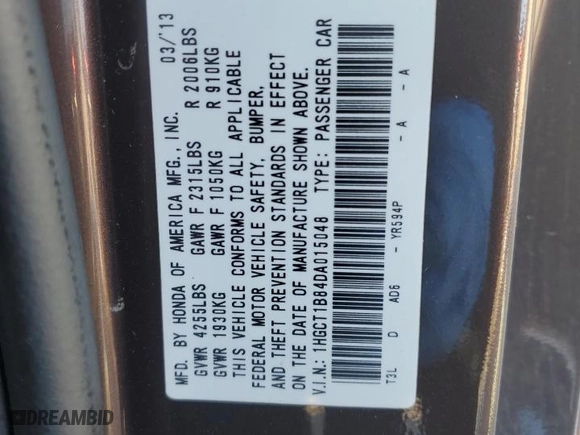 MFD. BY HONDA OF AMERICA MFG., INC. 03/'13
GVWR 4255LBS GAWR F 2315LBS R 2006LBS
GVWR 1930KG GAWR F 1050KG R 910KG
THIS VEHICLE CONFORMS TO ALL APPLICABLE
FEDERAL MOTOR VEHICLE SAFETY, BUMPER,
AND THEFT PREVENTION STANDARDS IN EFFECT
ON THE DATE OF MANUFACTURE SHOWN ABOVE.
V.I.N.: 1HGCT1B84DA015048 TYPE: PASSENGER CAR
T3L D AD6 - YR594P - A - A
DREAMBID